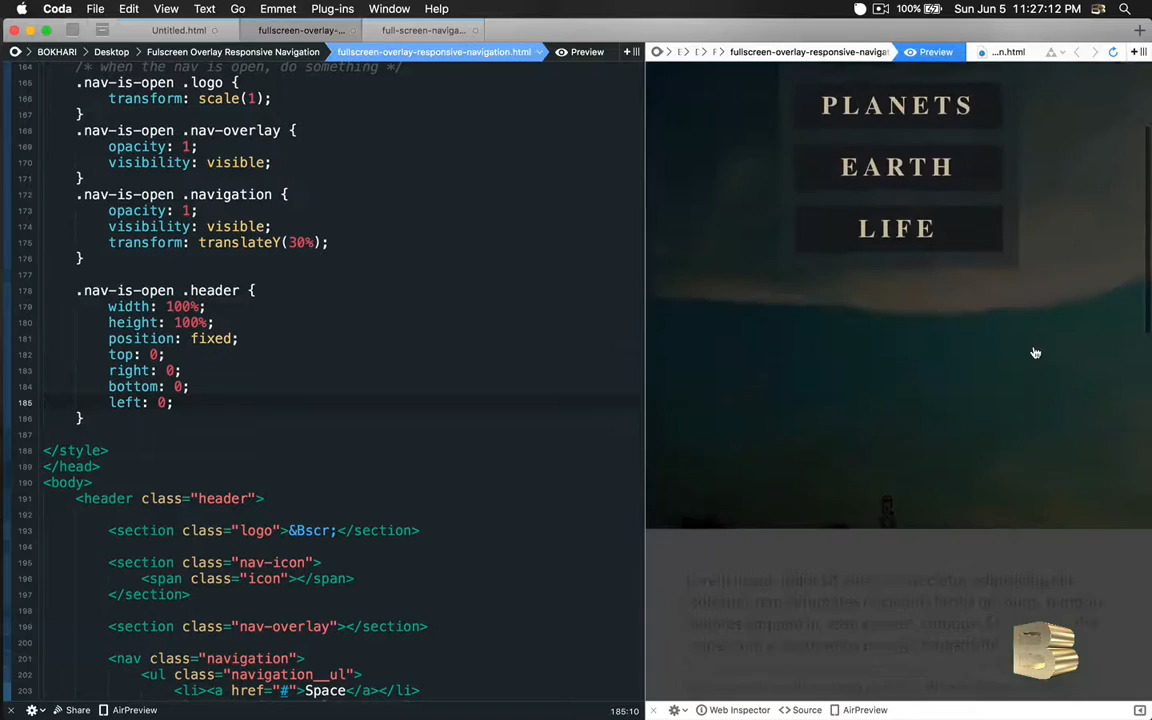 Coda File Edit View Text Go Emmet Plug-ins Window Help 100% Sun Jun 5 11:27:12 PM
Untitled.html fullscreen-overlay-... full-screen-naviga...
BOKHARI Desktop Fullscreen Overlay Responsive Navigation fullscreen-overlay-responsive-navigation.html Preview
fullscreen-overlay-responsive-naviga Preview ...n.html
164 /* when the nav is open, do something */
165 .nav-is-open .logo {
166 transform: scale(1);
167 }
168 .nav-is-open .nav-overlay {
169 opacity: 1;
170 visibility: visible;
171 }
172 .nav-is-open .navigation {
173 opacity: 1;
174 visibility: visible;
175 transform: translateY(30%);
176 }
177
178 .nav-is-open .header {
179 width: 100%;
180 height: 100%;
181 position: fixed;
182 top: 0;
183 right: 0;
184 bottom: 0;
185 left: 0;
186 }
187
188 </style>
189 </head>
190 <body>
191 <header class="header">
192
193 <section class="logo">&Bscr;</section>
194
195 <section class="nav-icon">
196 <span class="icon"></span>
197 </section>
198
199 <section class="nav-overlay"></section>
200
201 <nav class="navigation">
202 <ul class="navigation__ul">
203 <li><a href="#">Space</a></li>
PLANETS
EARTH
LIFE
B
Share AirPreview 185:10
Web Inspector Source AirPreview